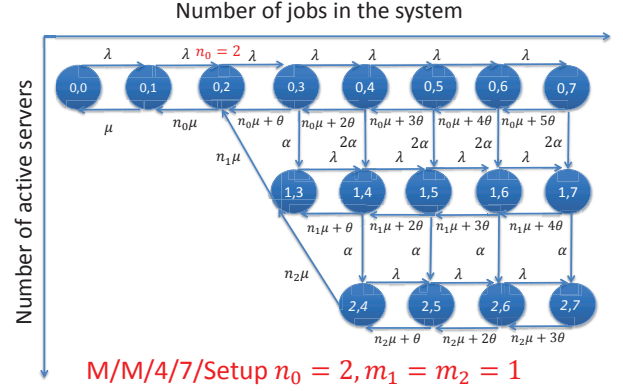 Number of jobs in the system
Number of active servers
λ λ n₀ = 2 λ λ λ λ λ
0,0 0,1 0,2 0,3 0,4 0,5 0,6 0,7
μ n₀μ n₀μ + θ n₀μ + 2θ n₀μ + 3θ n₀μ + 4θ n₀μ + 5θ
n₁μ α 2α 2α 2α 2α
λ λ λ λ
1,3 1,4 1,5 1,6 1,7
n₁μ + θ n₁μ + 2θ n₁μ + 3θ n₁μ + 4θ
n₂μ α α α α
λ λ λ
2,4 2,5 2,6 2,7
n₂μ + θ n₂μ + 2θ n₂μ + 3θ
M/M/4/7/Setup n₀ = 2, m₁ = m₂ = 1